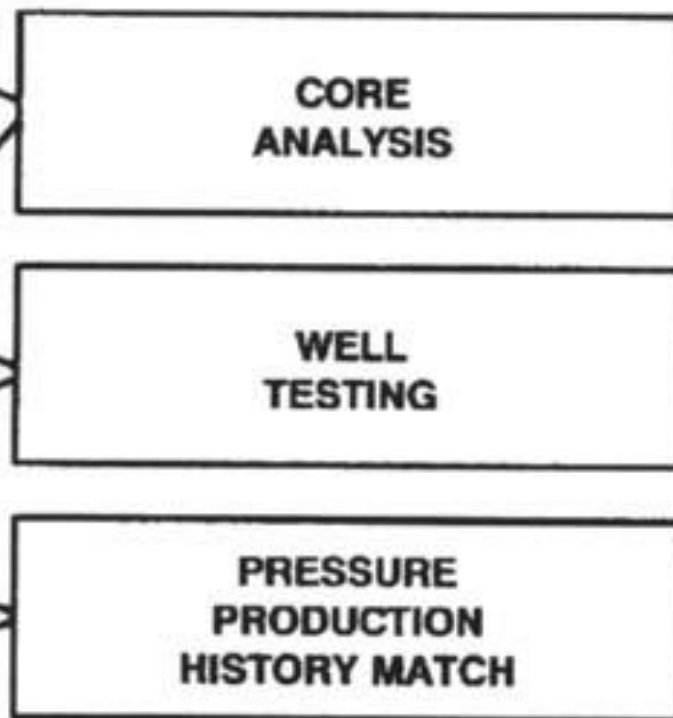 CORE
ANALYSIS
WELL
TESTING
PRESSURE
PRODUCTION
HISTORY MATCH